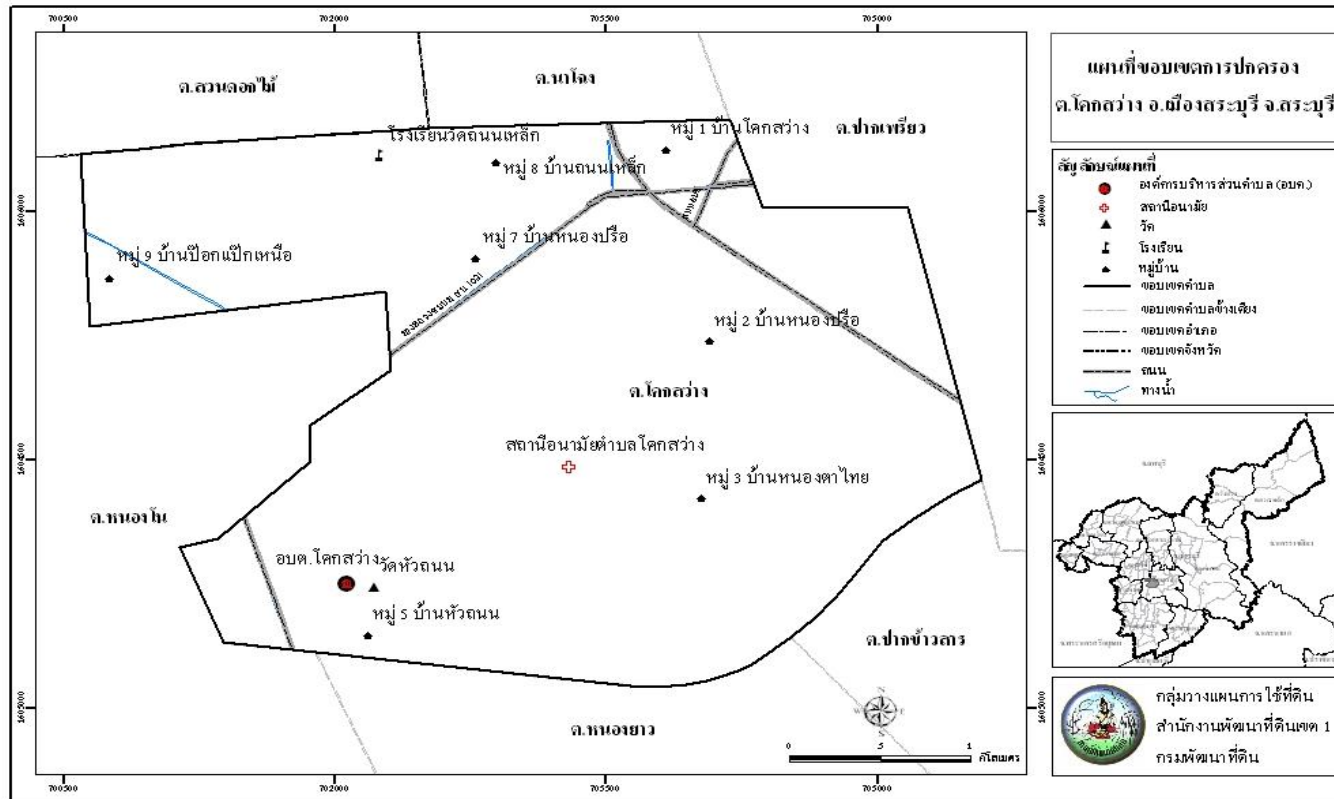 700500 702000 703500 705000
แผนที่ขอบเขตการปกครอง
ต.โคกสว่าง อ.เมืองสระบุรี จ.สระบุรี
ต.สวนดอกไม้
ต.นาโฉง
ต.ปากเพรียว
โรงเรียนวัดถนนเหล็ก
หมู่ 1 บ้านโคกสว่าง
หมู่ 8 บ้านถนนเหล็ก
หมู่ 7 บ้านหนองปรือ
หมู่ 9 บ้านป๊อกแป๊กเหนือ
หมู่ 2 บ้านหนองปรือ
ต.โคกสว่าง
สถานีอนามัยตำบลโคกสว่าง
หมู่ 3 บ้านหนองตาไทย
ต.หนองโน
อบต.โคกสว่าง
วัดหัวถนน
หมู่ 5 บ้านหัวถนน
ต.ปากข้าวสาร
ต.หนองยาว
N
W E
S
0 .5 1
กิโลเมตร
สัญลักษณ์แผนที่
องค์การบริหารส่วนตำบล (อบต.)
สถานีอนามัย
วัด
โรงเรียน
หมู่บ้าน
ขอบเขตตำบล
ขอบเขตตำบลข้างเคียง
ขอบเขตอำเภอ
ขอบเขตจังหวัด
ถนน
ทางน้ำ
กลุ่มวางแผนการใช้ที่ดิน
สำนักงานพัฒนาที่ดินเขต 1
กรมพัฒนาที่ดิน
1604500
700500 702000 703500 705000